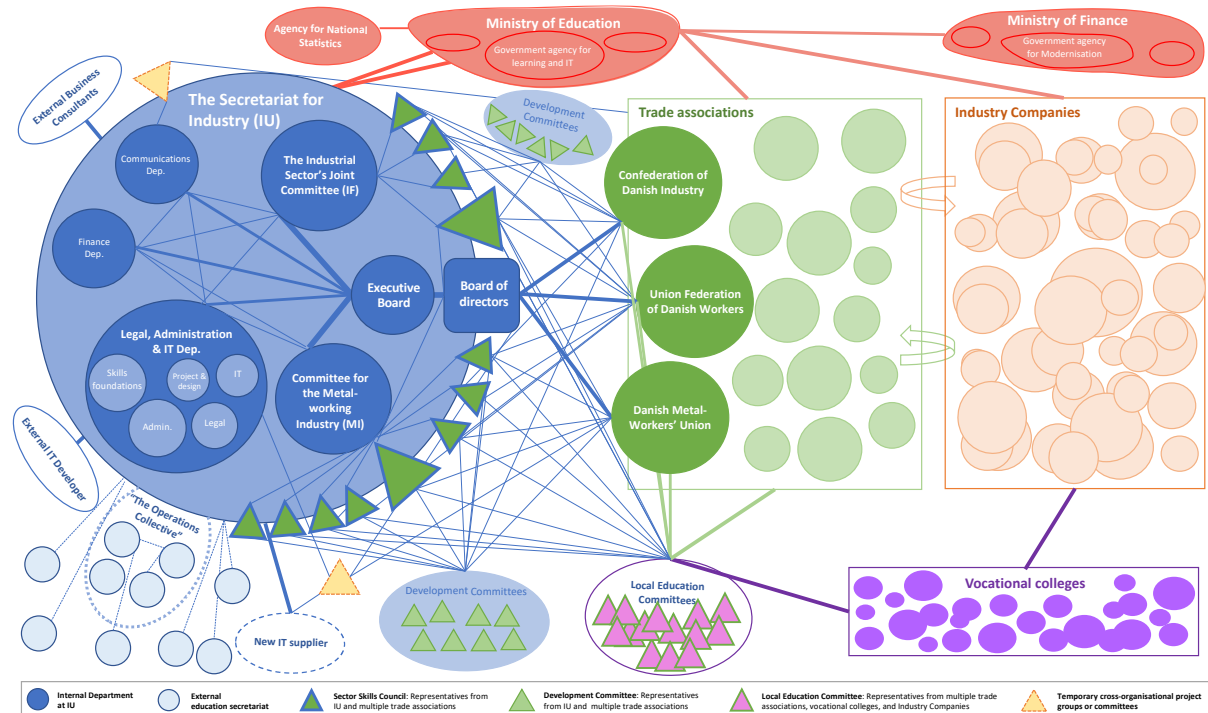 Agency for National
Statistics
Ministry of Education
Government agency for
learning and IT
Ministry of Finance
Government agency
for Modernisation
External Business
Consultants
The Secretariat for
Industry (IU)
Communications
Dep.
The Industrial
Sector's Joint
Committee (IF)
Finance
Dep.
Executive
Board
Board of
directors
Legal, Administration
& IT Dep.
Skills
foundations
Project &
design
IT
Admin.
Legal
Committee for
the Metal-
working
Industry (MI)
Development
Committees
Trade associations
Confederation of
Danish Industry
Union Federation
of Danish Workers
Danish Metal-
Workers' Union
Industry Companies
External IT Developer
"The Operations
Collective"
New IT supplier
Development Committees
Local Education
Committees
Vocational colleges
Internal Department
at IU
External
education secretariat
Sector Skills Council: Representatives from
IU and multiple trade associations
Development Committee: Representatives
from IU and multiple trade associations
Local Education Committee: Representatives from multiple trade
associations, vocational colleges, and Industry Companies
Temporary cross-organisational project
groups or committees